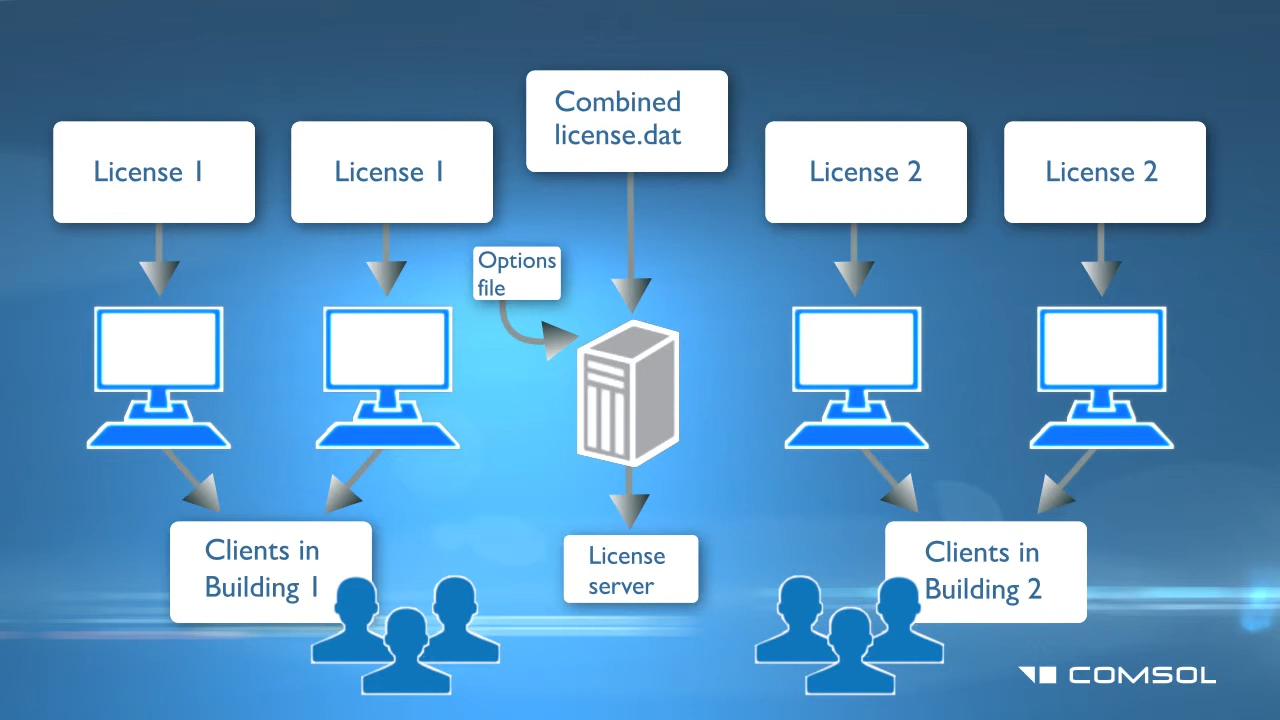 Combined
license.dat
License 1
License 1
License 2
License 2
Options
file
Clients in
Building 1
License
server
Clients in
Building 2
COMSOL